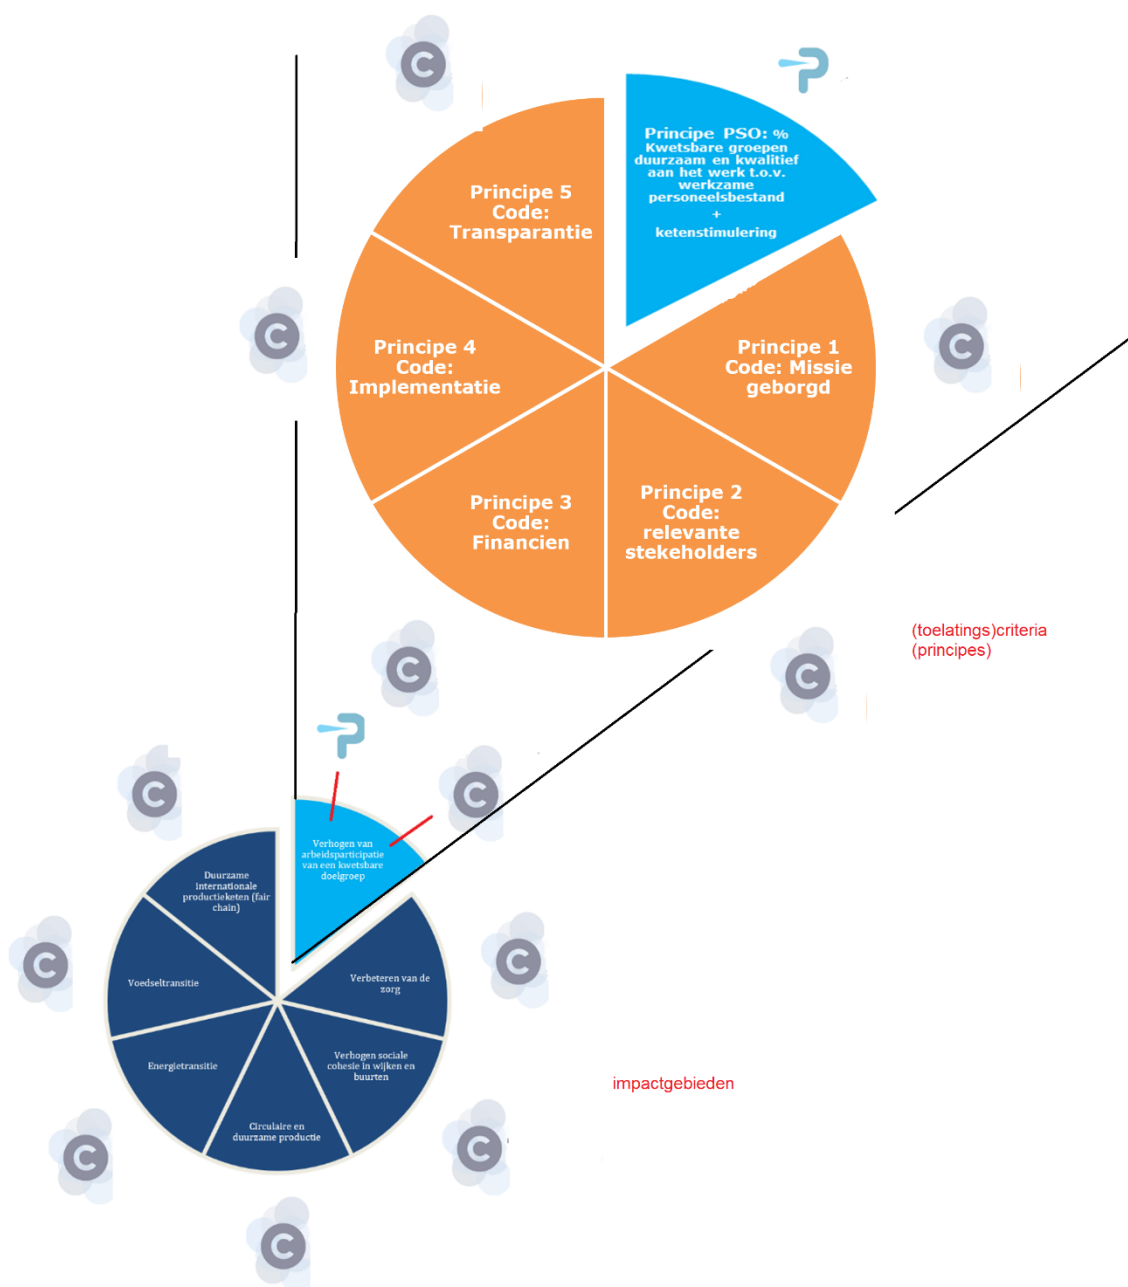 Principe PSO: %
Kwetsbare groepen
duurzaam en kwalitief
aan het werk t.o.v.
werkzame
personeelsbestand
+
ketenstimulering
Principe 5
Code:
Transparantie
Principe 4
Code:
Implementatie
Principe 1
Code: Missie
geborgd
Principe 3
Code:
Financien
Principe 2
Code:
relevante
stekeholders
(toelatings)criteria
(principes)
Verhogen van
arbeidsparticipatie
van een kwetsbare
doelgroep
Duurzame
internationale
productieketen (fair
chain)
Voedseltransitie
Verbeteren van de
zorg
Energietransitie
Verhogen sociale
cohesie in wijken en
buurten
Circulaire en
duurzame productie
impactgebieden
C
C
C
C
C
C
C
C
C
C
C
C
C
P
P